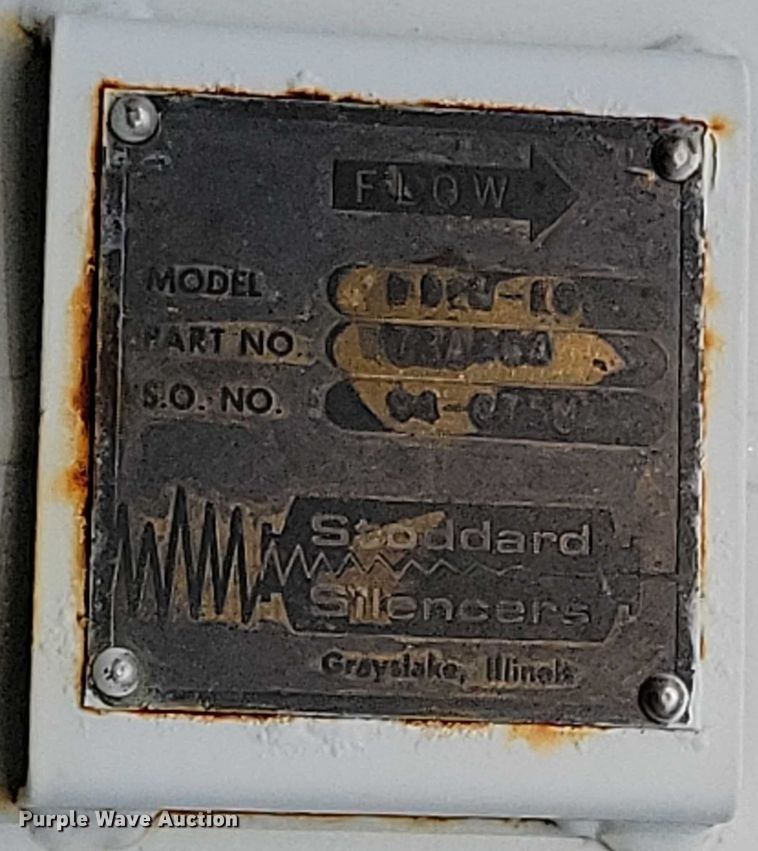 FLOW
MODEL
PART NO.
S.O. NO.
Stoddard
Silencers
Grayslake, Illinois
Purple Wave Auction